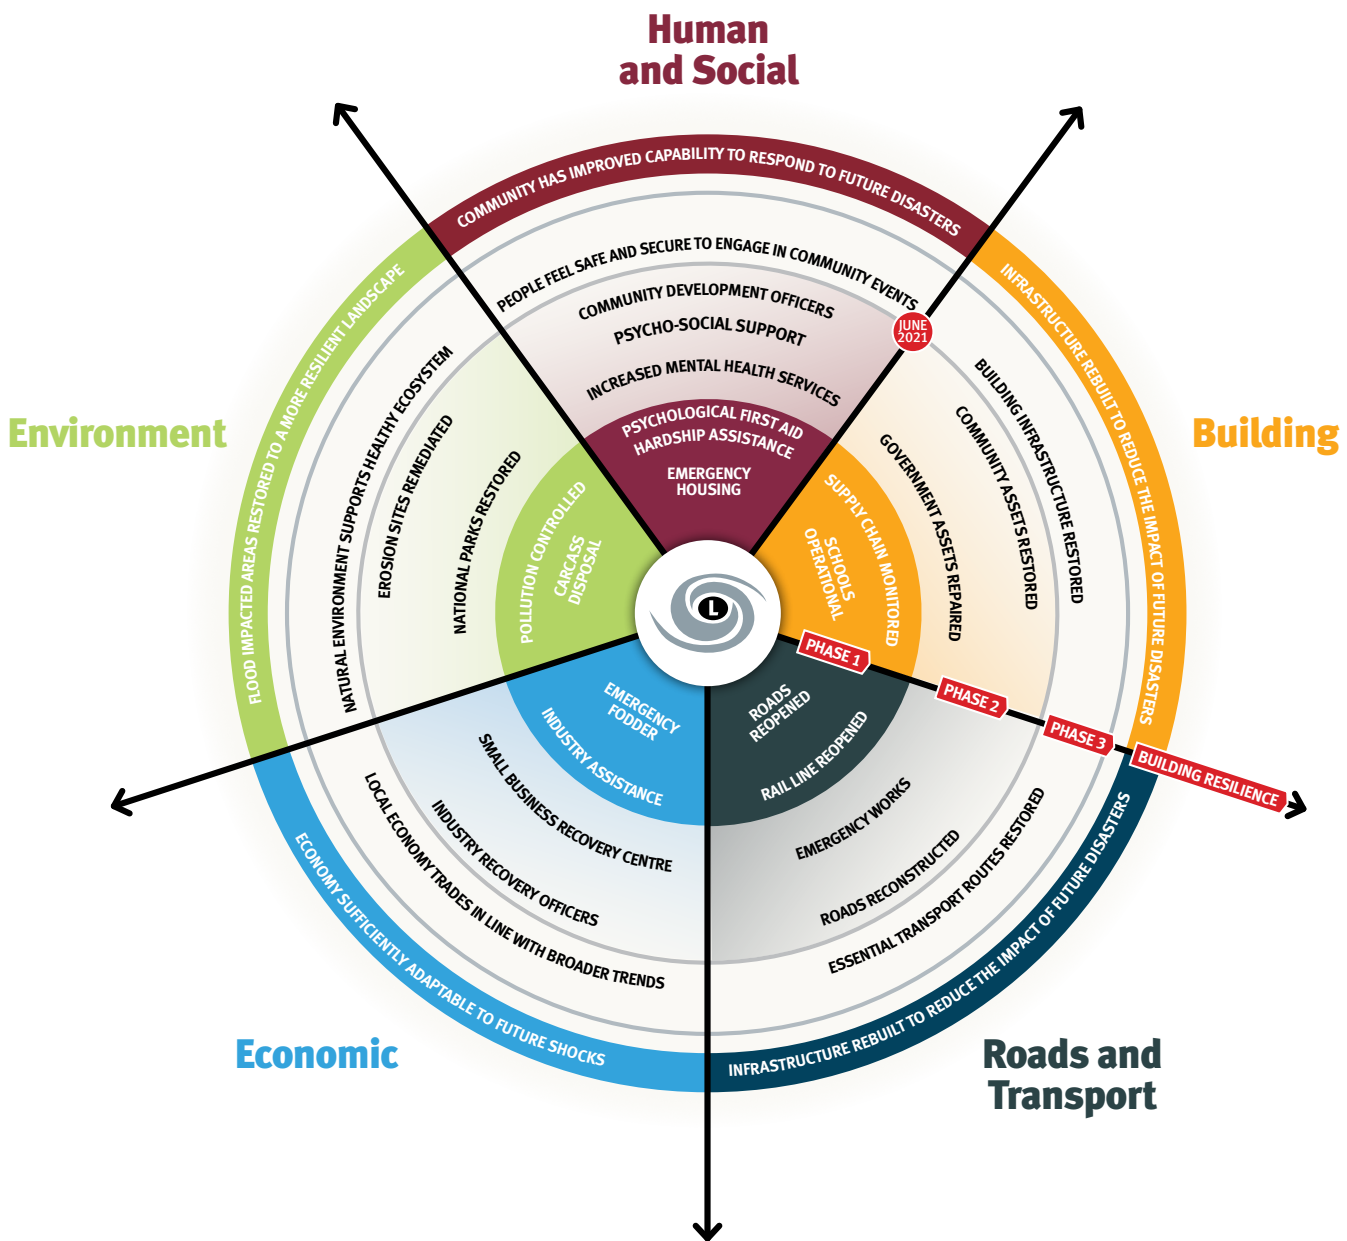 Human
and Social
COMMUNITY HAS IMPROVED CAPABILITY TO RESPOND TO FUTURE DISASTERS
PEOPLE FEEL SAFE AND SECURE TO ENGAGE IN COMMUNITY EVENTS
COMMUNITY DEVELOPMENT OFFICERS
PSYCHO-SOCIAL SUPPORT
INCREASED MENTAL HEALTH SERVICES
PSYCHOLOGICAL FIRST AID
HARDSHIP ASSISTANCE
EMERGENCY
HOUSING
JUNE
2021
Building
INFRASTRUCTURE REBUILT TO REDUCE THE IMPACT OF FUTURE DISASTERS
BUILDING INFRASTRUCTURE RESTORED
COMMUNITY ASSETS RESTORED
GOVERNMENT ASSETS REPAIRED
SUPPLY CHAIN MONITORED
SCHOOLS
OPERATIONAL
PHASE 1
PHASE 2
PHASE 3
BUILDING RESILIENCE
Roads and
Transport
ROADS
REOPENED
RAIL LINE REOPENED
EMERGENCY WORKS
ROADS RECONSTRUCTED
ESSENTIAL TRANSPORT ROUTES RESTORED
INFRASTRUCTURE REBUILT TO REDUCE THE IMPACT OF FUTURE DISASTERS
Economic
EMERGENCY
FODDER
INDUSTRY ASSISTANCE
SMALL BUSINESS RECOVERY CENTRE
INDUSTRY RECOVERY OFFICERS
LOCAL ECONOMY TRADES IN LINE WITH BROADER TRENDS
ECONOMY SUFFICIENTLY ADAPTABLE TO FUTURE SHOCKS
Environment
FLOOD IMPACTED AREAS RESTORED TO A MORE RESILIENT LANDSCAPE
NATURAL ENVIRONMENT SUPPORTS HEALTHY ECOSYSTEM
EROSION SITES REMEDIATED
NATIONAL PARKS RESTORED
POLLUTION CONTROLLED
CARCASS
DISPOSAL
L